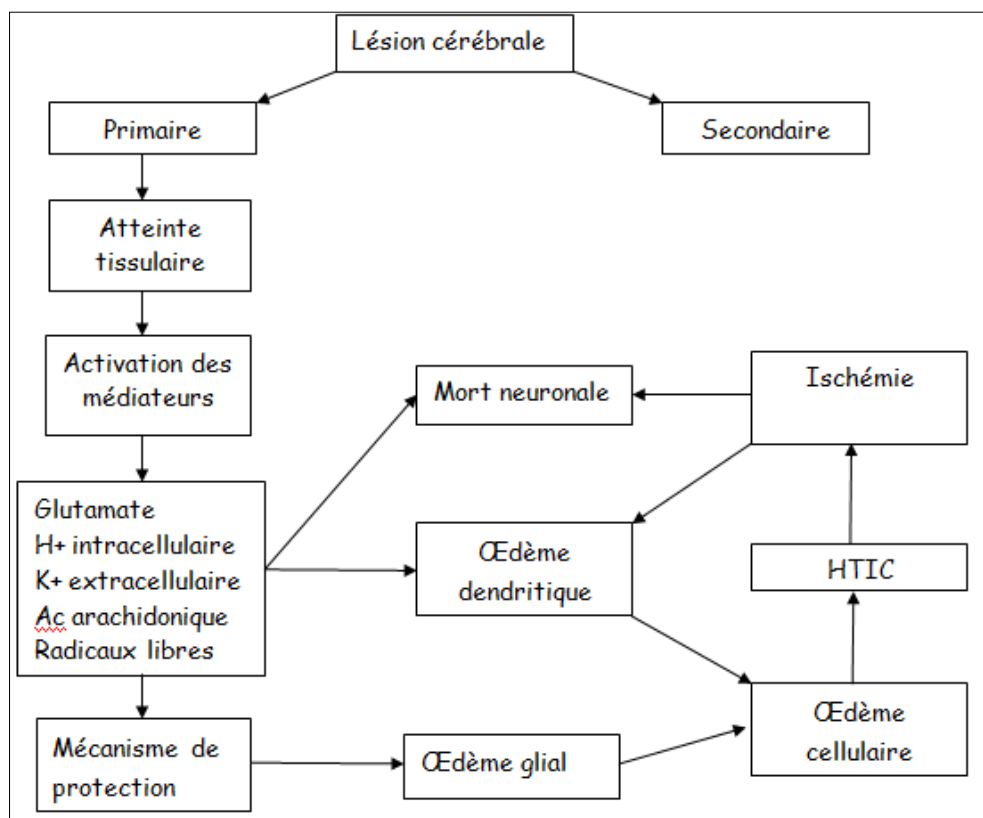 Lésion cérébrale
Primaire
Secondaire
Atteinte
tissulaire
Activation des
médiateurs
Mort neuronale
Ischémie
Glutamate
H+ intracellulaire
K+ extracellulaire
Ac arachidonique
Radicaux libres
Œdème
dendritique
HTIC
Mécanisme de
protection
Œdème glial
Œdème
cellulaire